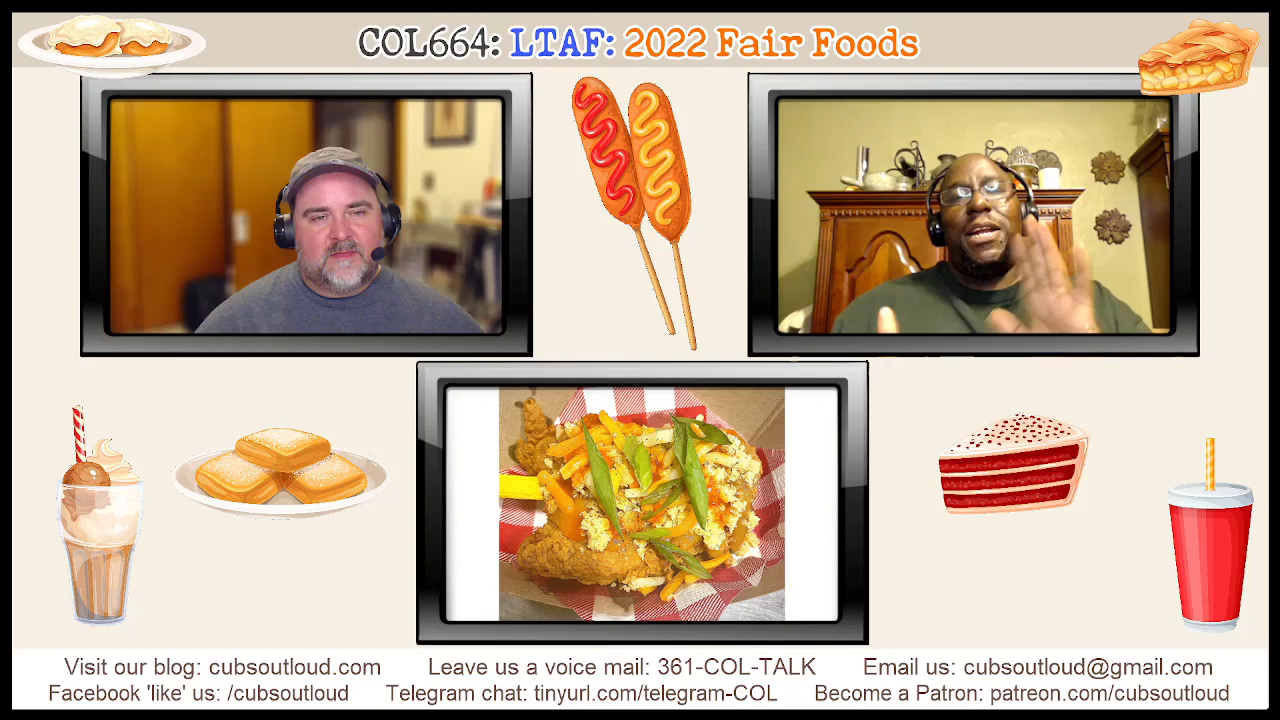 COL664: LTAF: 2022 Fair Foods
Visit our blog: cubsoutloud.com Leave us a voice mail: 361-COL-TALK Email us: cubsoutloud@gmail.com
Facebook 'like' us: /cubsoutloud Telegram chat: tinyurl.com/telegram-COL Become a Patron: patreon.com/cubsoutloud